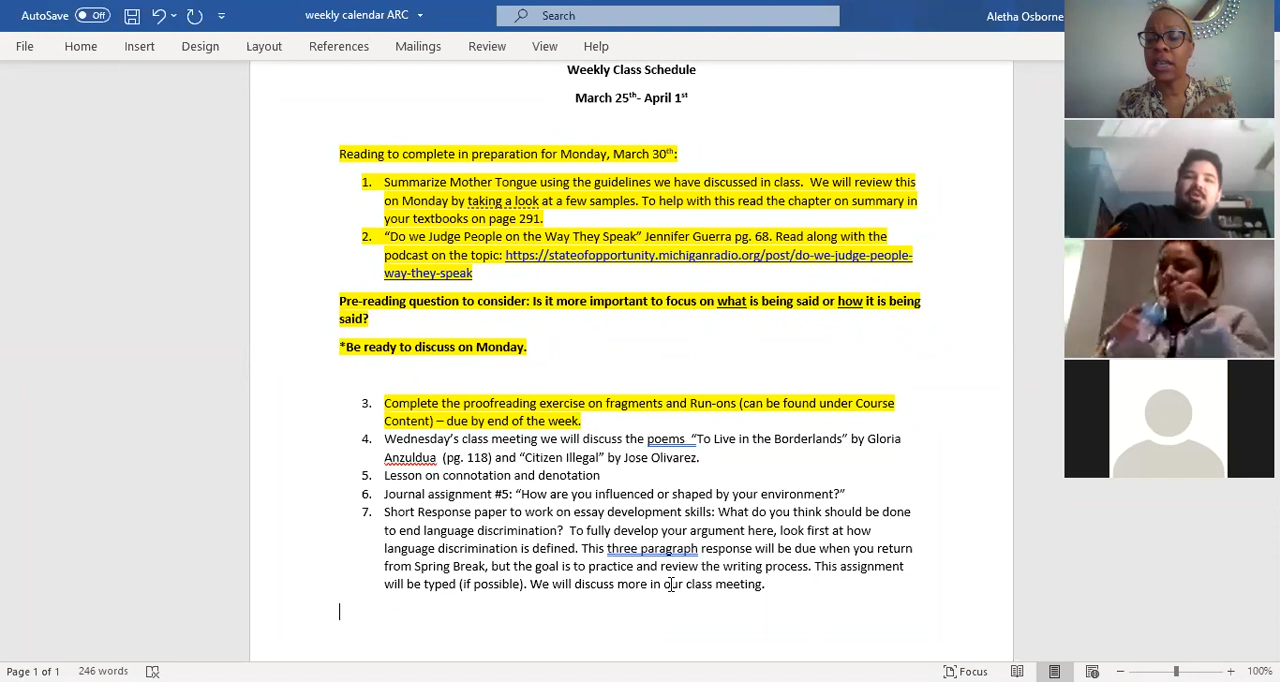 AutoSave Off weekly calendar ARC Search Aletha Osborne
File Home Insert Design Layout References Mailings Review View Help
Weekly Class Schedule
March 25th- April 1st
Reading to complete in preparation for Monday, March 30th:
1. Summarize Mother Tongue using the guidelines we have discussed in class. We will review this
on Monday by taking a look at a few samples. To help with this read the chapter on summary in
your textbooks on page 291.
2. “Do we Judge People on the Way They Speak” Jennifer Guerra pg. 68. Read along with the
podcast on the topic: https://stateofopportunity.michiganradio.org/post/do-we-judge-people-
way-they-speak
Pre-reading question to consider: Is it more important to focus on what is being said or how it is being
said?
*Be ready to discuss on Monday.
3. Complete the proofreading exercise on fragments and Run-ons (can be found under Course
Content) – due by end of the week.
4. Wednesday’s class meeting we will discuss the poems “To Live in the Borderlands” by Gloria
Anzuldua (pg. 118) and “Citizen Illegal” by Jose Olivarez.
5. Lesson on connotation and denotation
6. Journal assignment #5: “How are you influenced or shaped by your environment?”
7. Short Response paper to work on essay development skills: What do you think should be done
to end language discrimination? To fully develop your argument here, look first at how
language discrimination is defined. This three paragraph response will be due when you return
from Spring Break, but the goal is to practice and review the writing process. This assignment
will be typed (if possible). We will discuss more in our class meeting.
Page 1 of 1 246 words Focus 100%